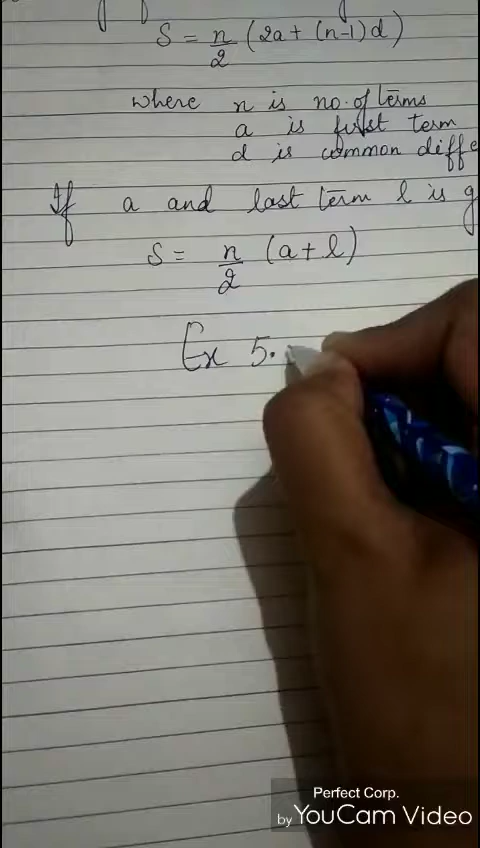 S = n/2 (2a + (n-1)d)
where n is no. of terms
a is first term
d is common diffe
If a and last term l is g
S = n/2 (a + l)
Ex 5.
Perfect Corp.
by YouCam Video